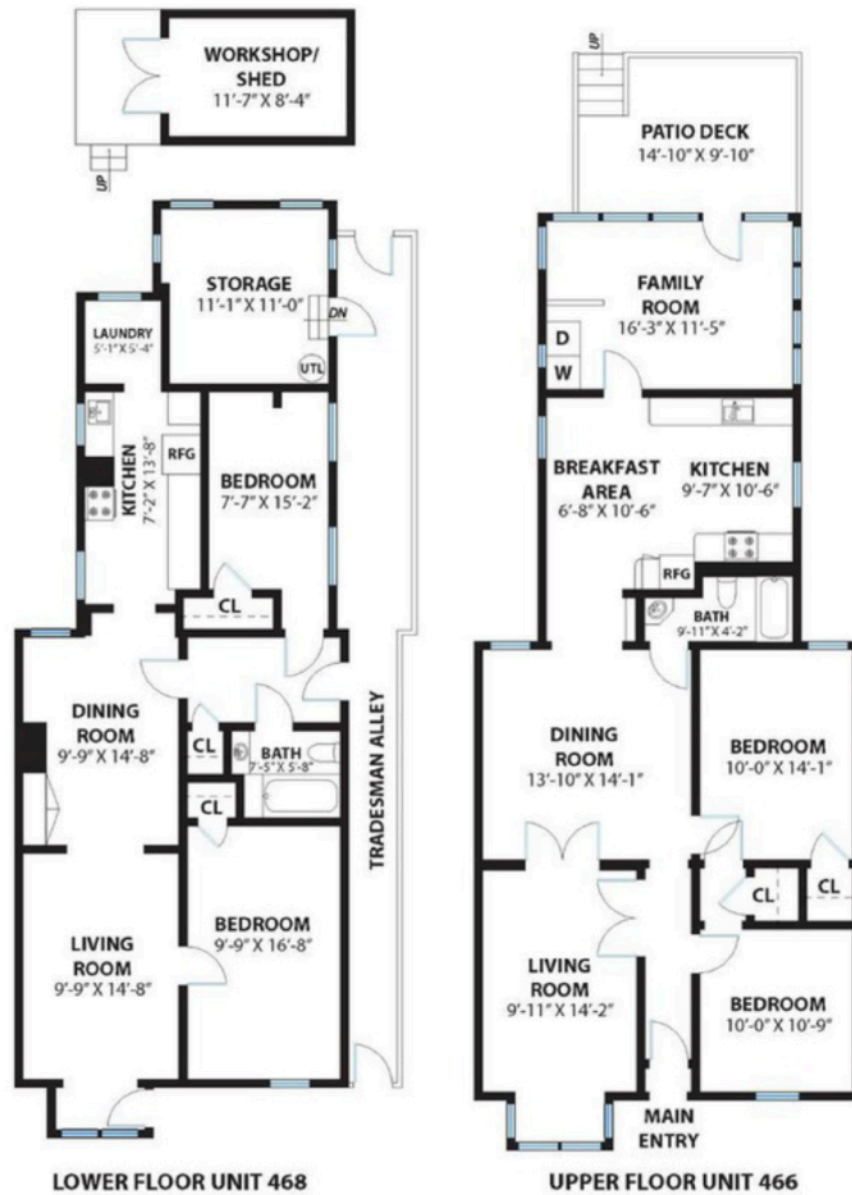 WORKSHOP/
SHED
11'-7" X 8'-4"
UP
STORAGE
11'-1" X 11'-0"
DN
UTL
LAUNDRY
5'-1" X 5'-4"
KITCHEN
7'-2" X 13'-8"
RFG
BEDROOM
7'-7" X 15'-2"
CL
DINING
ROOM
9'-9" X 14'-8"
CL
BATH
7'-5" X 5'-8"
CL
TRADESMAN ALLEY
LIVING
ROOM
9'-9" X 14'-8"
BEDROOM
9'-9" X 16'-8"
LOWER FLOOR UNIT 468
UP
PATIO DECK
14'-10" X 9'-10"
FAMILY
ROOM
16'-3" X 11'-5"
D
W
BREAKFAST
AREA
6'-8" X 10'-6"
KITCHEN
9'-7" X 10'-6"
RFG
BATH
9'-11" X 4'-2"
DINING
ROOM
13'-10" X 14'-1"
BEDROOM
10'-0" X 14'-1"
CL
CL
LIVING
ROOM
9'-11" X 14'-2"
BEDROOM
10'-0" X 10'-9"
MAIN
ENTRY
UPPER FLOOR UNIT 466